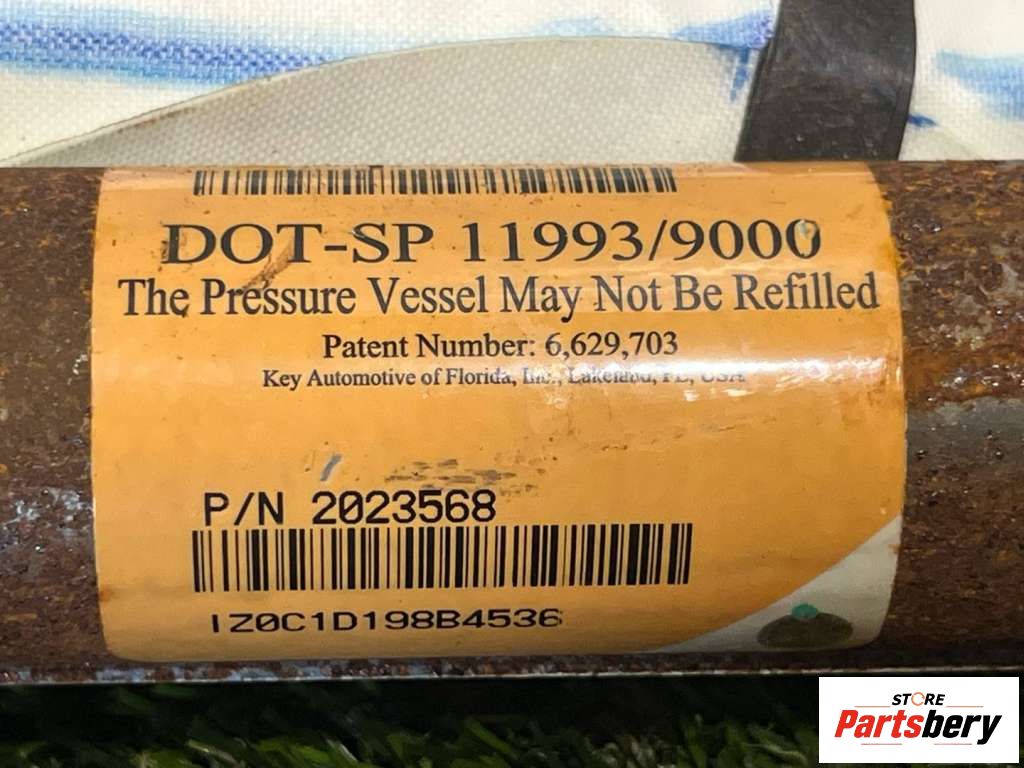 DOT-SP 11993/9000
The Pressure Vessel May Not Be Refilled
Patent Number: 6,629,703
Key Automotive of Florida, Inc., Lakeland, FL, USA
P/N 2023568
IZ0C1D198B4536
STORE
Partsbery